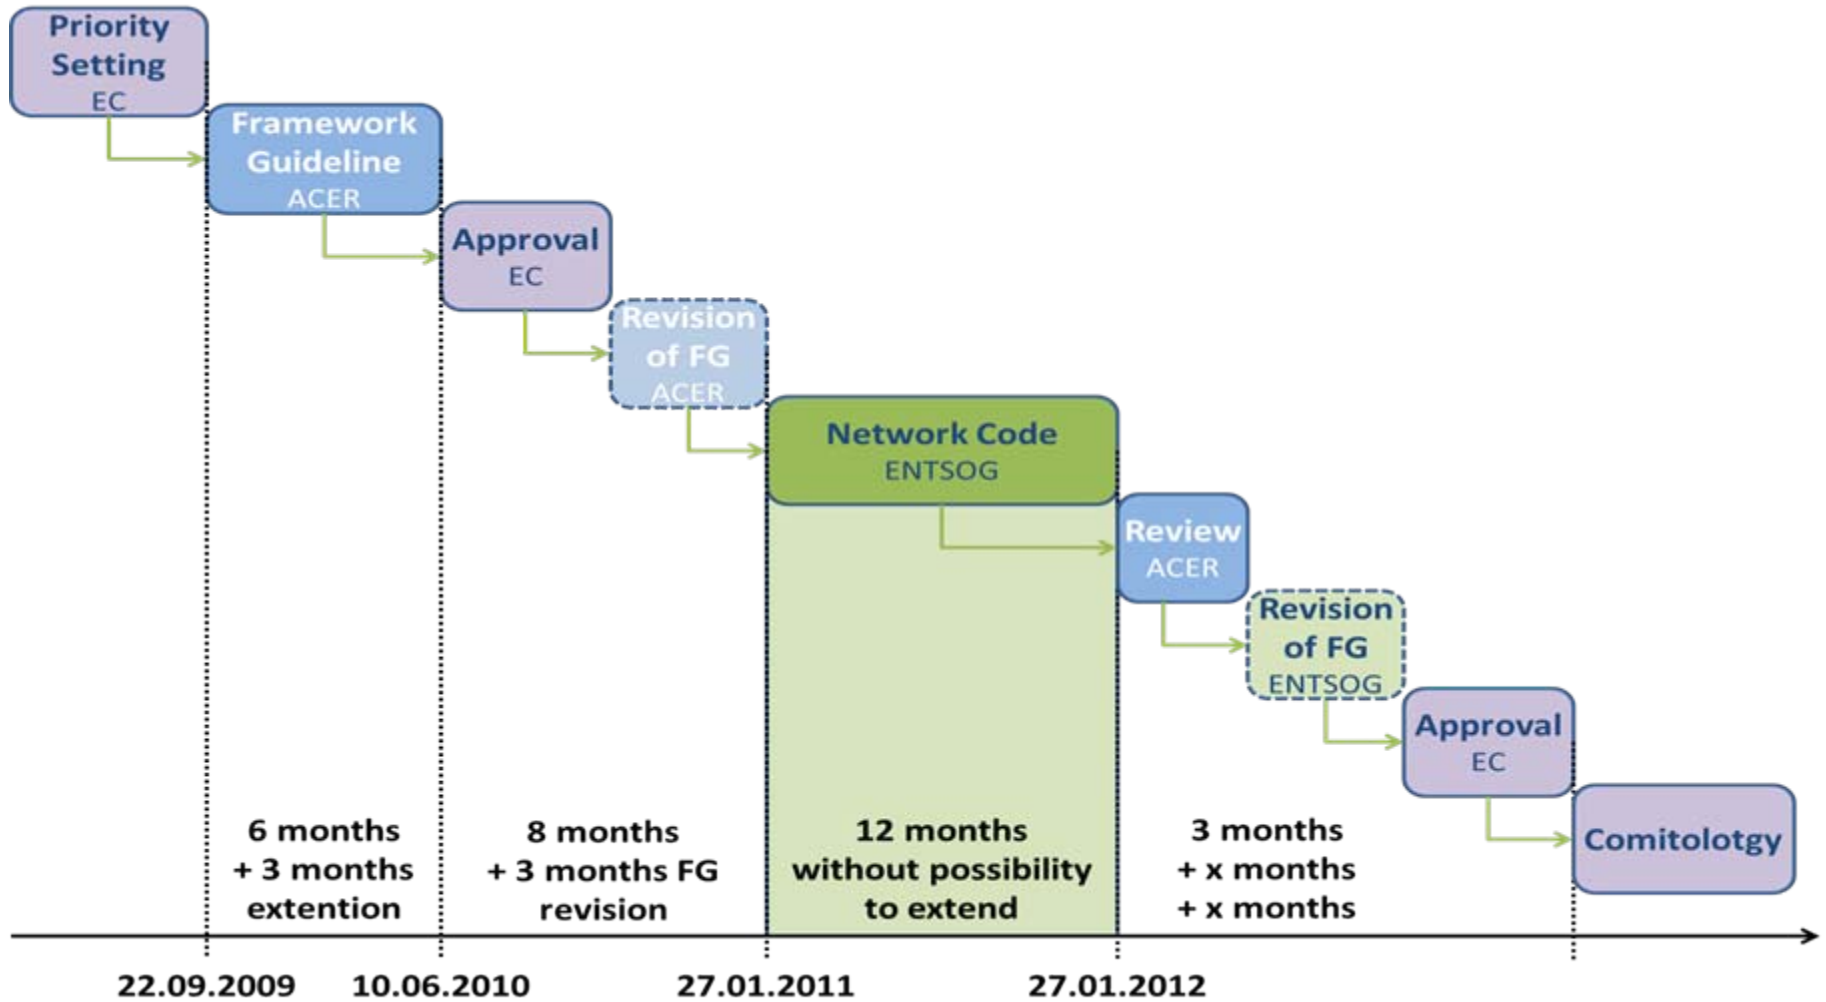 Priority
Setting
EC
Framework
Guideline
ACER
Approval
EC
Revision
of FG
ACER
Network Code
ENTSOG
Review
ACER
Revision
of FG
ENTSOG
Approval
EC
Comitolotgy
6 months
+ 3 months
extention
8 months
+ 3 months FG
revision
12 months
without possibility
to extend
3 months
+ x months
+ x months
22.09.2009
10.06.2010
27.01.2011
27.01.2012